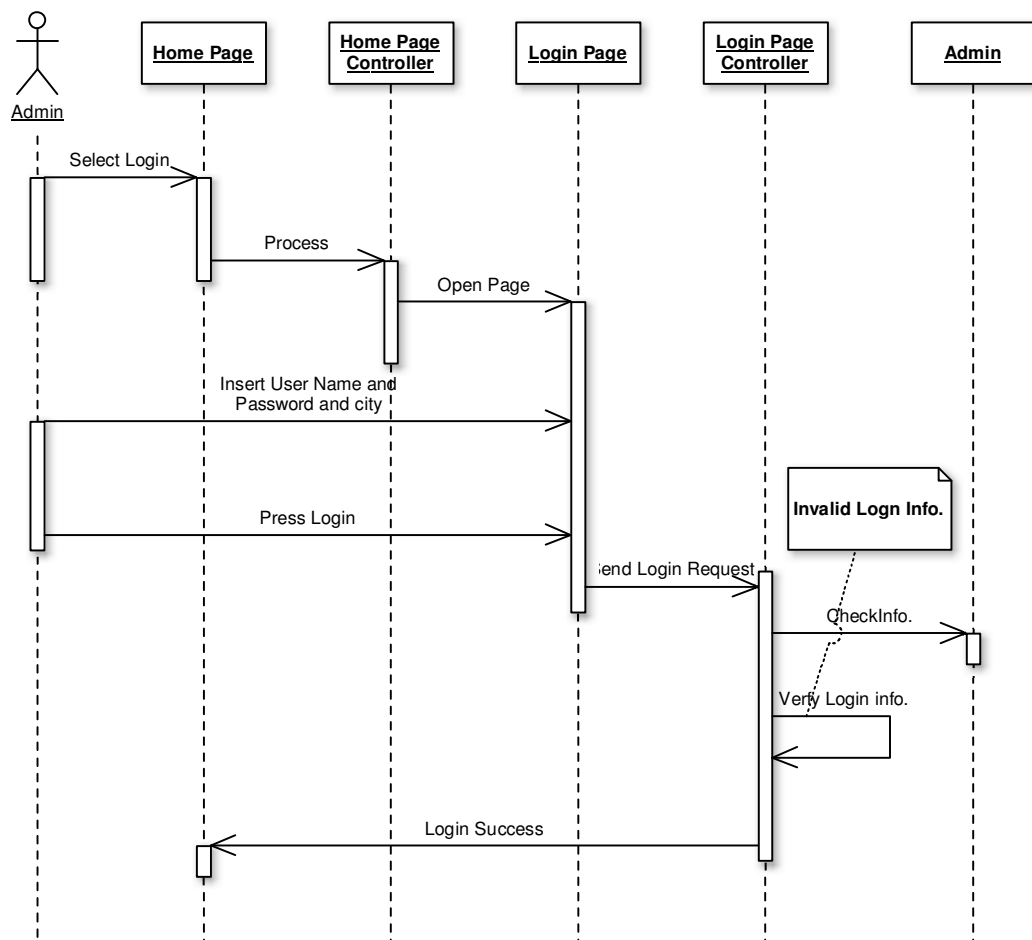 Home Page
Home Page
Controller
Login Page
Login Page
Controller
Admin
Admin
Select Login
Process
Open Page
Insert User Name and
Password and city
Press Login
Invalid Logn Info.
end Login Request
CheckInfo.
Verfy Login info.
Login Success